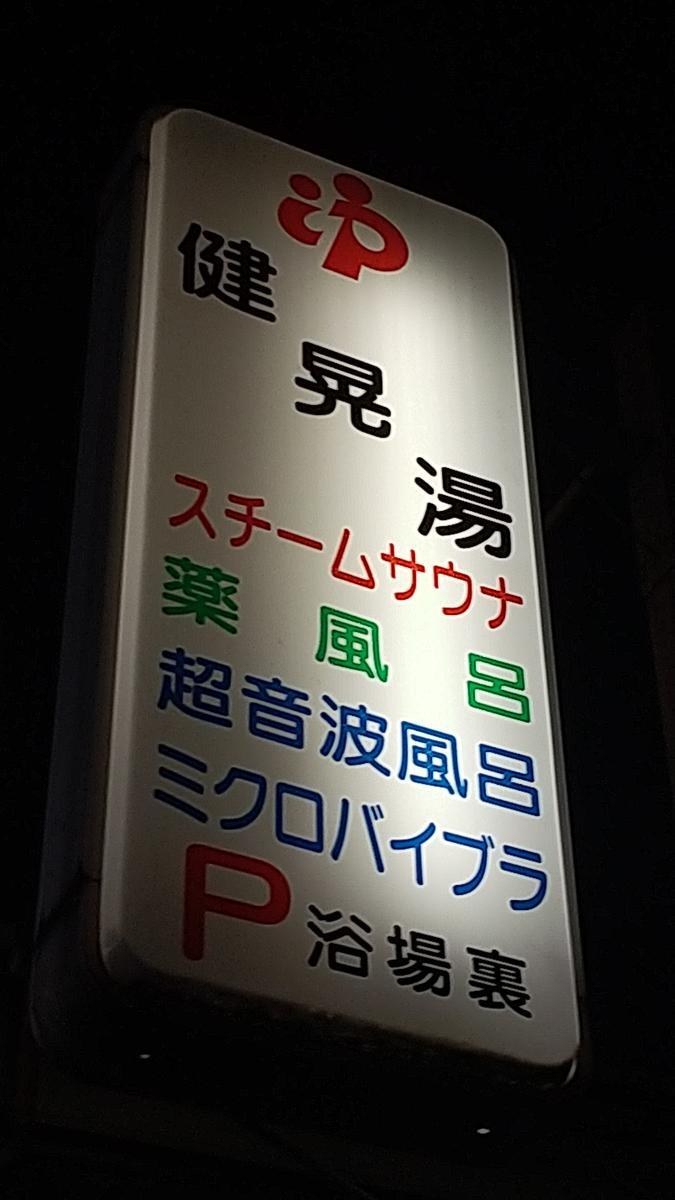 健晃湯
スチームサウナ
薬風呂
超音波風呂
ミクロバイブラ
P 浴場裏